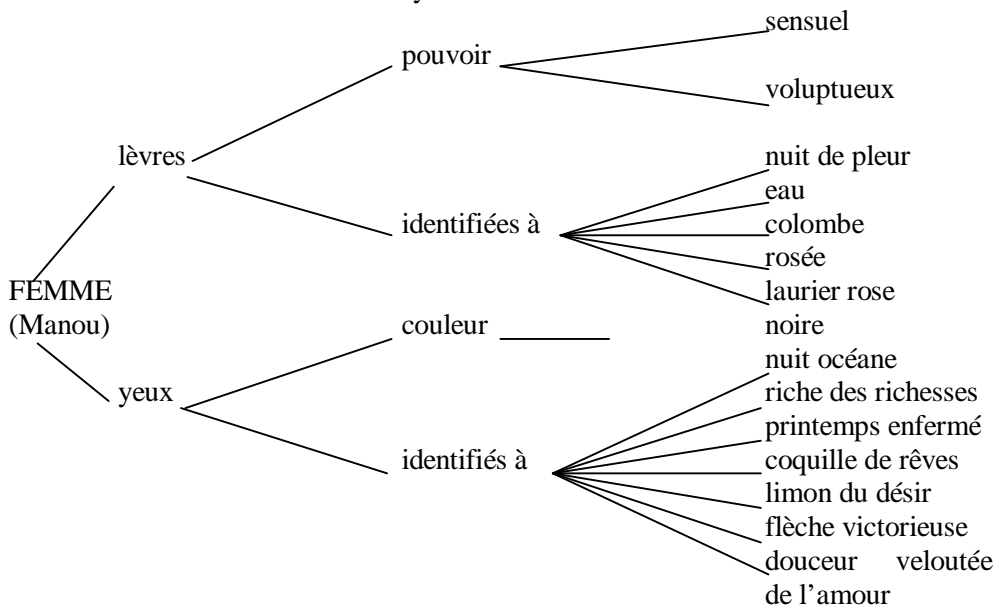 sensuel
pouvoir
voluptueux
lèvres
nuit de pleur
eau
identifiées à
colombe
rosée
laurier rose
FEMME
(Manou)
couleur
noire
nuit océane
yeux
riche des richesses
printemps enfermé
identifiés à
coquille de rêves
limon du désir
flèche victorieuse
douceur veloutée
de l'amour